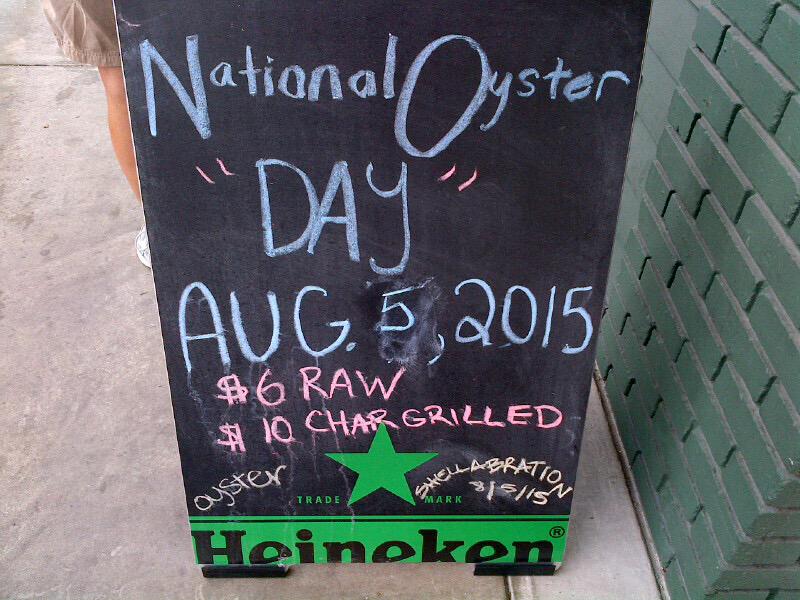 National Oyster
"DAY"
AUG. 5, 2015
$6 RAW
$10 CHARGRILLED
oyster SHELLABRATION
8/5/15
TRADE MARK
Heineken®